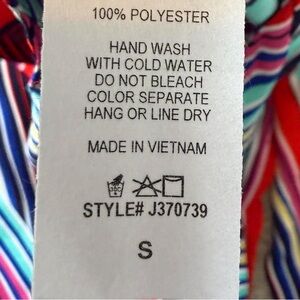 100% POLYESTER
HAND WASH
WITH COLD WATER
DO NOT BLEACH
COLOR SEPARATE
HANG OR LINE DRY
MADE IN VIETNAM
STYLE# J370739
S